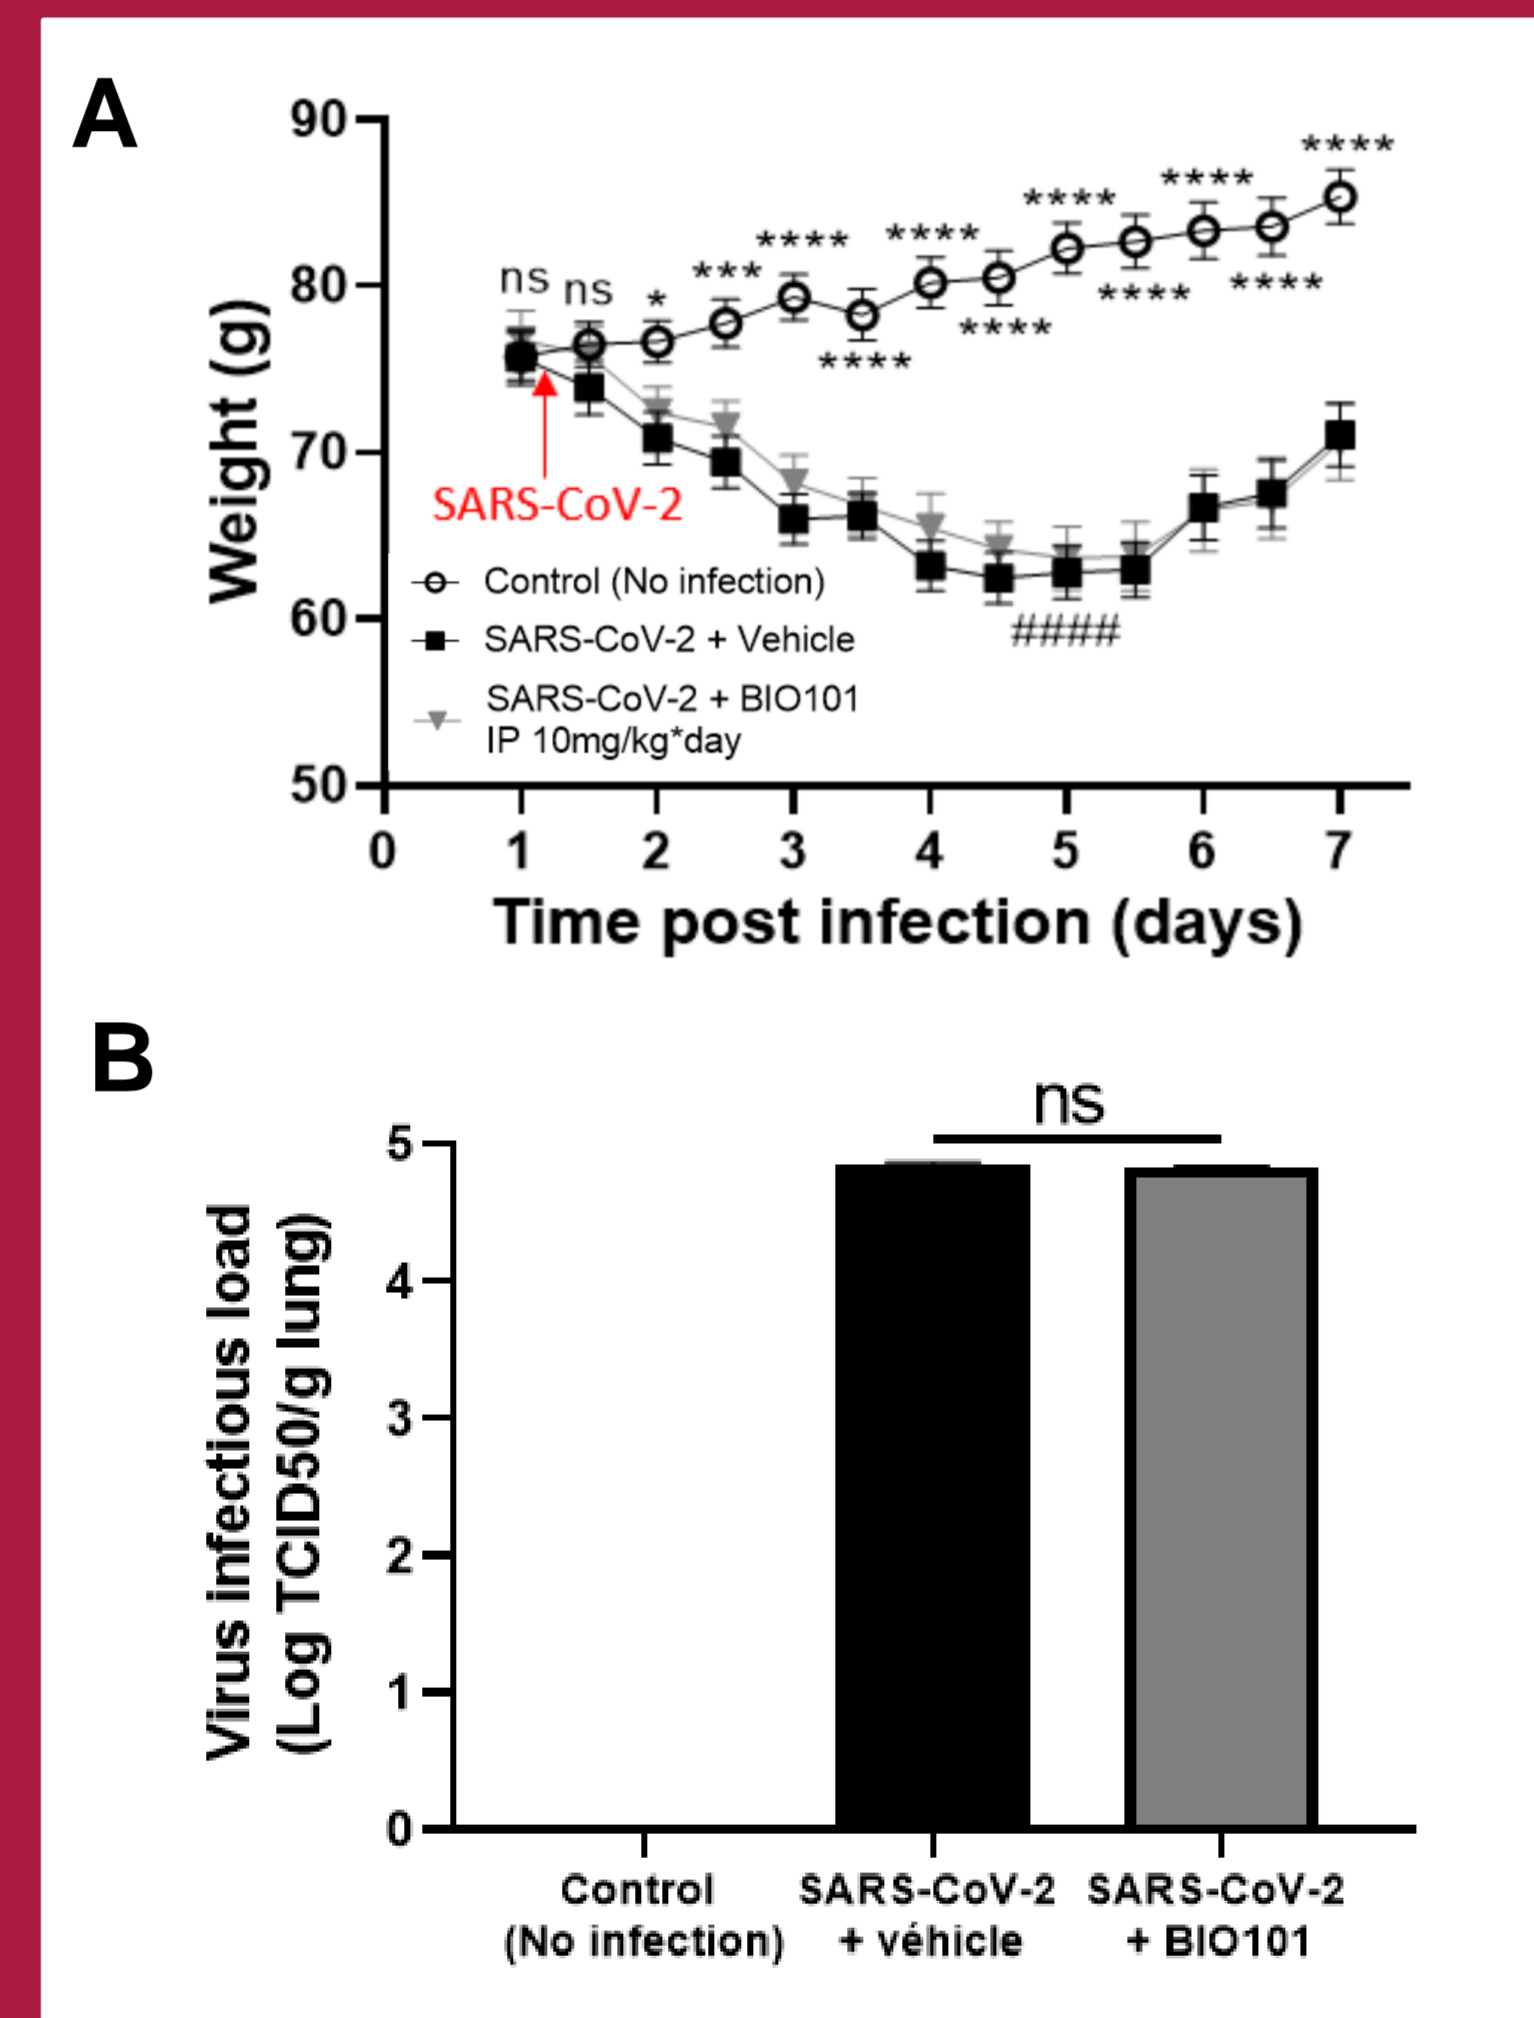 A
90
80
70
60
50
Weight (g)
ns
ns
*
***
****
****
****
****
****
****
****
****
****
SARS-CoV-2
Control (No infection)
SARS-CoV-2 + Vehicle
SARS-CoV-2 + BIO101
IP 10mg/kg*day
####
0 1 2 3 4 5 6 7
Time post infection (days)
B
ns
5
4
3
2
1
0
Virus infectious load
(Log TCID50/g lung)
Control
(No infection)
SARS-CoV-2
+ véhicle
SARS-CoV-2
+ BIO101